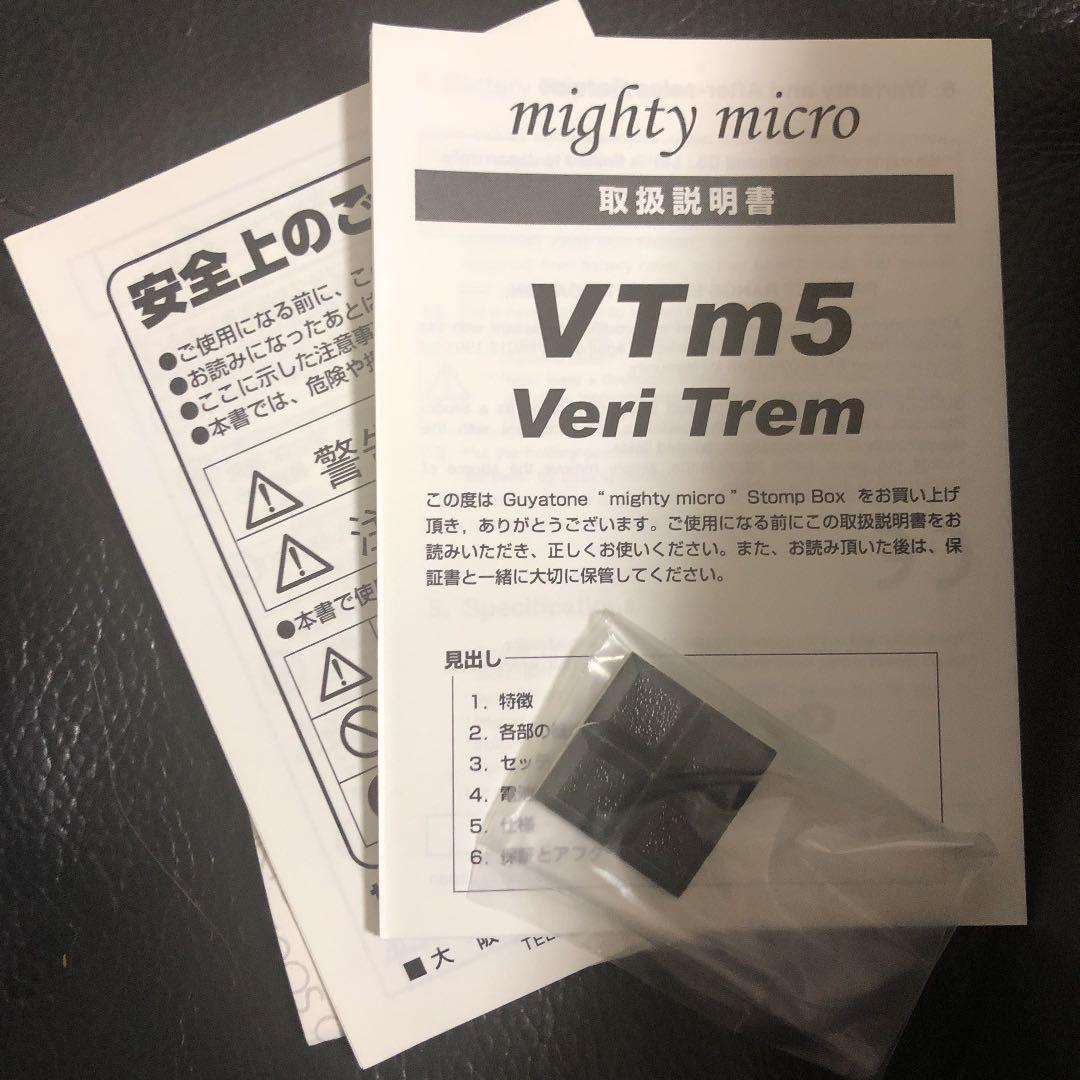 mighty micro
取扱説明書
VTm5
Veri Trem
この度は Guyatone “ mighty micro ” Stomp Box をお買い上げ
頂き，ありがとうございます。ご使用になる前にこの取扱説明書をお
読みいただき、正しくお使いください。また、お読み頂いた後は、保
証書と一緒に大切に保管してください。
見出し
1. 特徴
2. 各部の
3. セッテ
4. 電池
5. 仕様
6. 保証とアフタ
安全上のご
●ご使用になる前に、こ
●お読みになったあとは
●ここに示した注意事
●本書では、危険や
警告
注
●本書で使
■大 阪
TEL